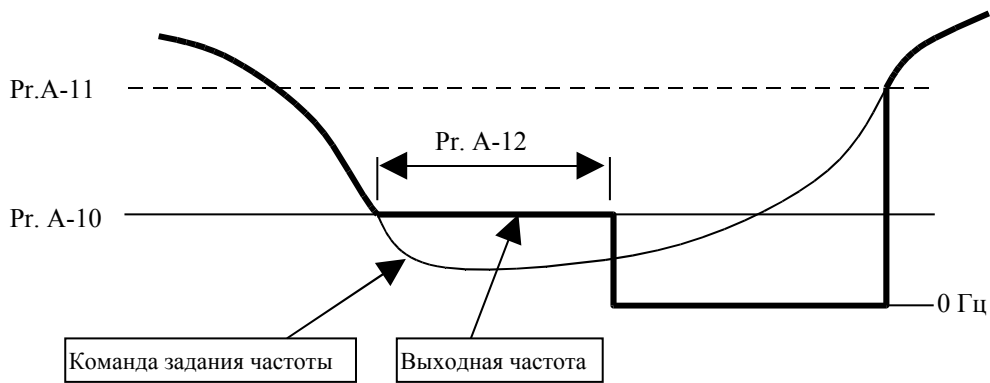 Pr.A-11
Pr. A-12
Pr. A-10
0 Гц
Команда задания частоты
Выходная частота